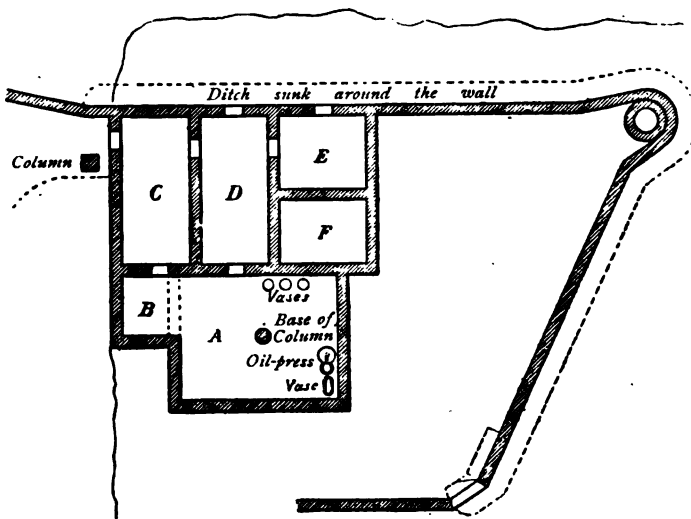 Ditch sunk around the wall
Column
C
D
E
F
B
A
Vases
Base of
Column
Oil-press
Vase